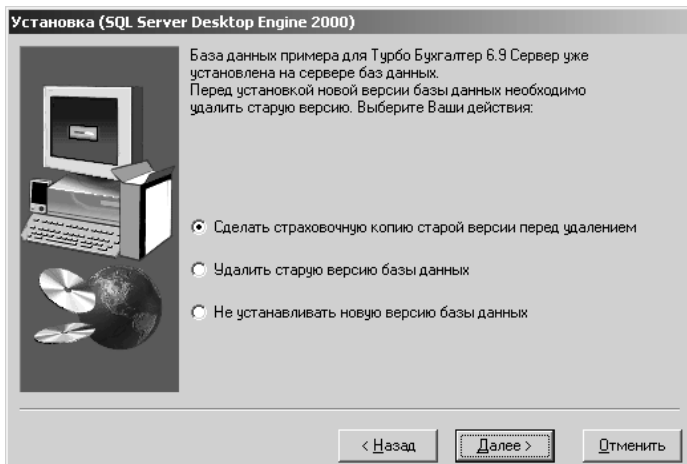 Установка (SQL Server Desktop Engine 2000)
База данных примера для Турбо Бухгалтер 6.9 Сервер уже
установлена на сервере баз данных.
Перед установкой новой версии базы данных необходимо
удалить старую версию. Выберите Ваши действия:
Сделать страховочную копию старой версии перед удалением
Удалить старую версию базы данных
Не устанавливать новую версию базы данных
< Назад Далее > Отменить